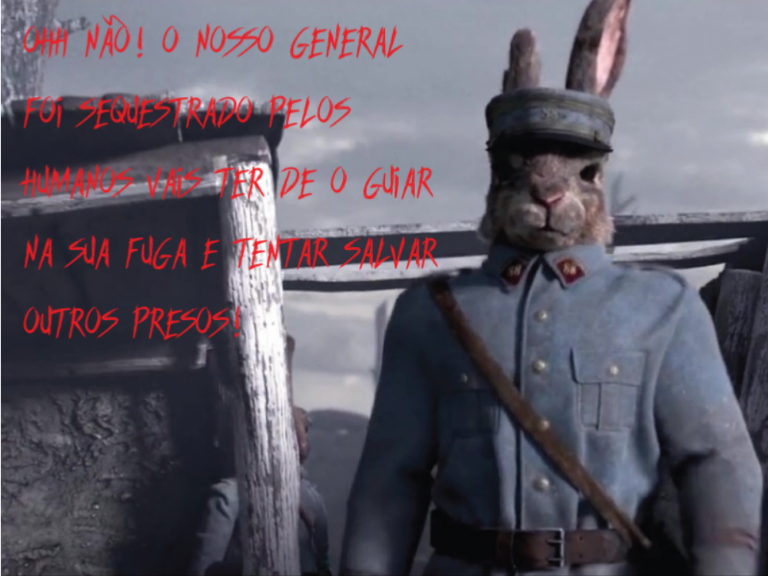 OHH NÃO! O NOSSO GENERAL
FOI SEQUESTRADO PELOS
HUMANOS VAIS TER DE O GUIAR
NA SUA FUGA E TENTAR SALVAR
OUTROS PRESOS!